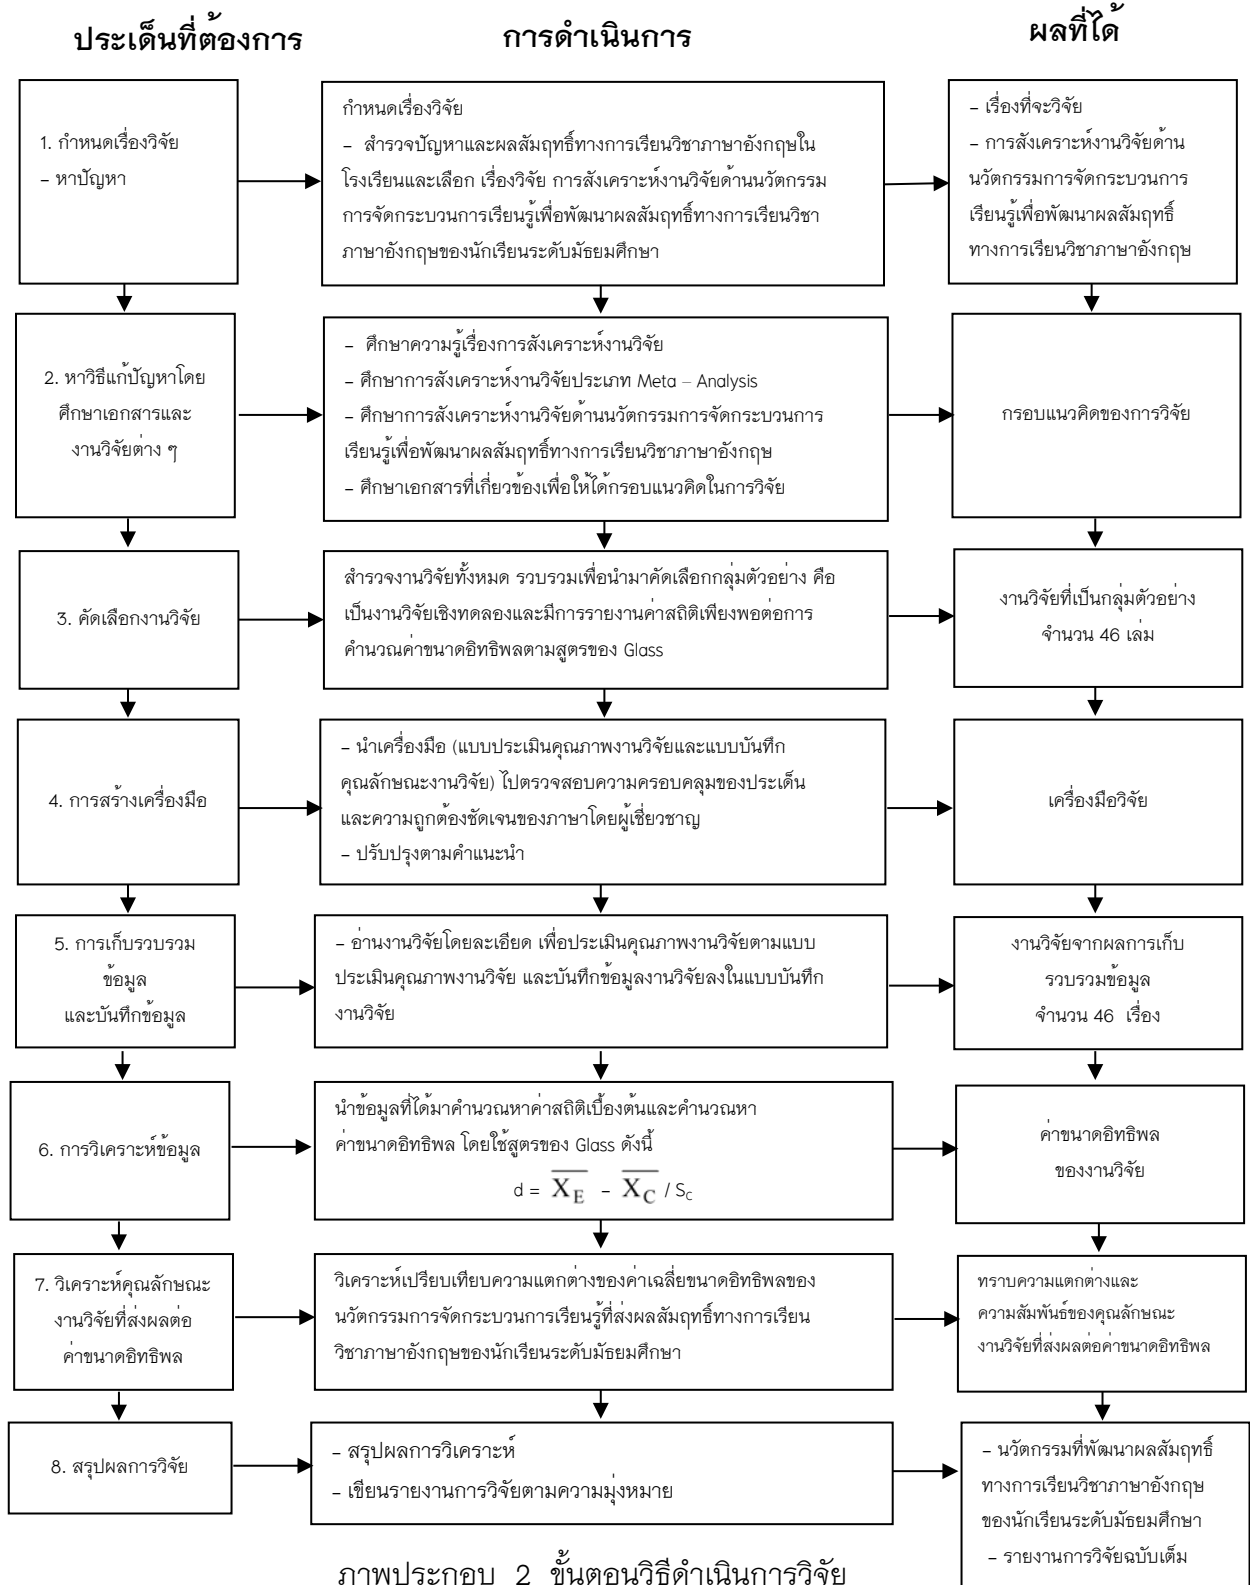 ประเด็นที่ต้องการ
การดำเนินการ
ผลที่ได้
1. กำหนดเรื่องวิจัย
– หาปัญหา
กำหนดเรื่องวิจัย
– สำรวจปัญหาและผลสัมฤทธิ์ทางการเรียนวิชาภาษาอังกฤษใน
โรงเรียนและเลือก เรื่องวิจัย การสังเคราะห์งานวิจัยด้านนวัตกรรม
การจัดกระบวนการเรียนรู้เพื่อพัฒนาผลสัมฤทธิ์ทางการเรียนวิชา
ภาษาอังกฤษของนักเรียนระดับมัธยมศึกษา
– เรื่องที่จะวิจัย
– การสังเคราะห์งานวิจัยด้าน
นวัตกรรมการจัดกระบวนการ
เรียนรู้เพื่อพัฒนาผลสัมฤทธิ์
ทางการเรียนวิชาภาษาอังกฤษ
2. หาวิธีแก้ปัญหาโดย
ศึกษาเอกสารและ
งานวิจัยต่าง ๆ
– ศึกษาความรู้เรื่องการสังเคราะห์งานวิจัย
– ศึกษาการสังเคราะห์งานวิจัยประเภท Meta – Analysis
– ศึกษาการสังเคราะห์งานวิจัยด้านนวัตกรรมการจัดกระบวนการ
เรียนรู้เพื่อพัฒนาผลสัมฤทธิ์ทางการเรียนวิชาภาษาอังกฤษ
– ศึกษาเอกสารที่เกี่ยวข้องเพื่อให้ได้กรอบแนวคิดในการวิจัย
กรอบแนวคิดของการวิจัย
3. คัดเลือกงานวิจัย
สำรวจงานวิจัยทั้งหมด รวบรวมเพื่อนำมาคัดเลือกกลุ่มตัวอย่าง คือ
เป็นงานวิจัยเชิงทดลองและมีการรายงานค่าสถิติเพียงพอต่อการ
คำนวณค่าขนาดอิทธิพลตามสูตรของ Glass
งานวิจัยที่เป็นกลุ่มตัวอย่าง
จำนวน 46 เล่ม
4. การสร้างเครื่องมือ
– นำเครื่องมือ (แบบประเมินคุณภาพงานวิจัยและแบบบันทึก
คุณลักษณะงานวิจัย) ไปตรวจสอบความครอบคลุมของประเด็น
และความถูกต้องชัดเจนของภาษาโดยผู้เชี่ยวชาญ
– ปรับปรุงตามคำแนะนำ
เครื่องมือวิจัย
5. การเก็บรวบรวม
ข้อมูล
และบันทึกข้อมูล
– อ่านงานวิจัยโดยละเอียด เพื่อประเมินคุณภาพงานวิจัยตามแบบ
ประเมินคุณภาพงานวิจัย และบันทึกข้อมูลงานวิจัยลงในแบบบันทึก
งานวิจัย
งานวิจัยจากผลการเก็บ
รวบรวมข้อมูล
จำนวน 46 เรื่อง
6. การวิเคราะห์ข้อมูล
นำข้อมูลที่ได้มาคำนวณหาค่าสถิติเบื้องต้นและคำนวณหา
ค่าขนาดอิทธิพล โดยใช้สูตรของ Glass ดังนี้
d = X̅_E – X̅_C / S_C
ค่าขนาดอิทธิพล
ของงานวิจัย
7. วิเคราะห์คุณลักษณะ
งานวิจัยที่ส่งผลต่อ
ค่าขนาดอิทธิพล
วิเคราะห์เปรียบเทียบความแตกต่างของค่าเฉลี่ยขนาดอิทธิพลของ
นวัตกรรมการจัดกระบวนการเรียนรู้ที่ส่งผลสัมฤทธิ์ทางการเรียน
วิชาภาษาอังกฤษของนักเรียนระดับมัธยมศึกษา
ทราบความแตกต่างและ
ความสัมพันธ์ของคุณลักษณะ
งานวิจัยที่ส่งผลต่อค่าขนาดอิทธิพล
8. สรุปผลการวิจัย
– สรุปผลการวิเคราะห์
– เขียนรายงานการวิจัยตามความมุ่งหมาย
– นวัตกรรมที่พัฒนาผลสัมฤทธิ์
ทางการเรียนวิชาภาษาอังกฤษ
ของนักเรียนระดับมัธยมศึกษา
– รายงานการวิจัยฉบับเต็ม
ภาพประกอบ 2 ขั้นตอนวิธีดำเนินการวิจัย